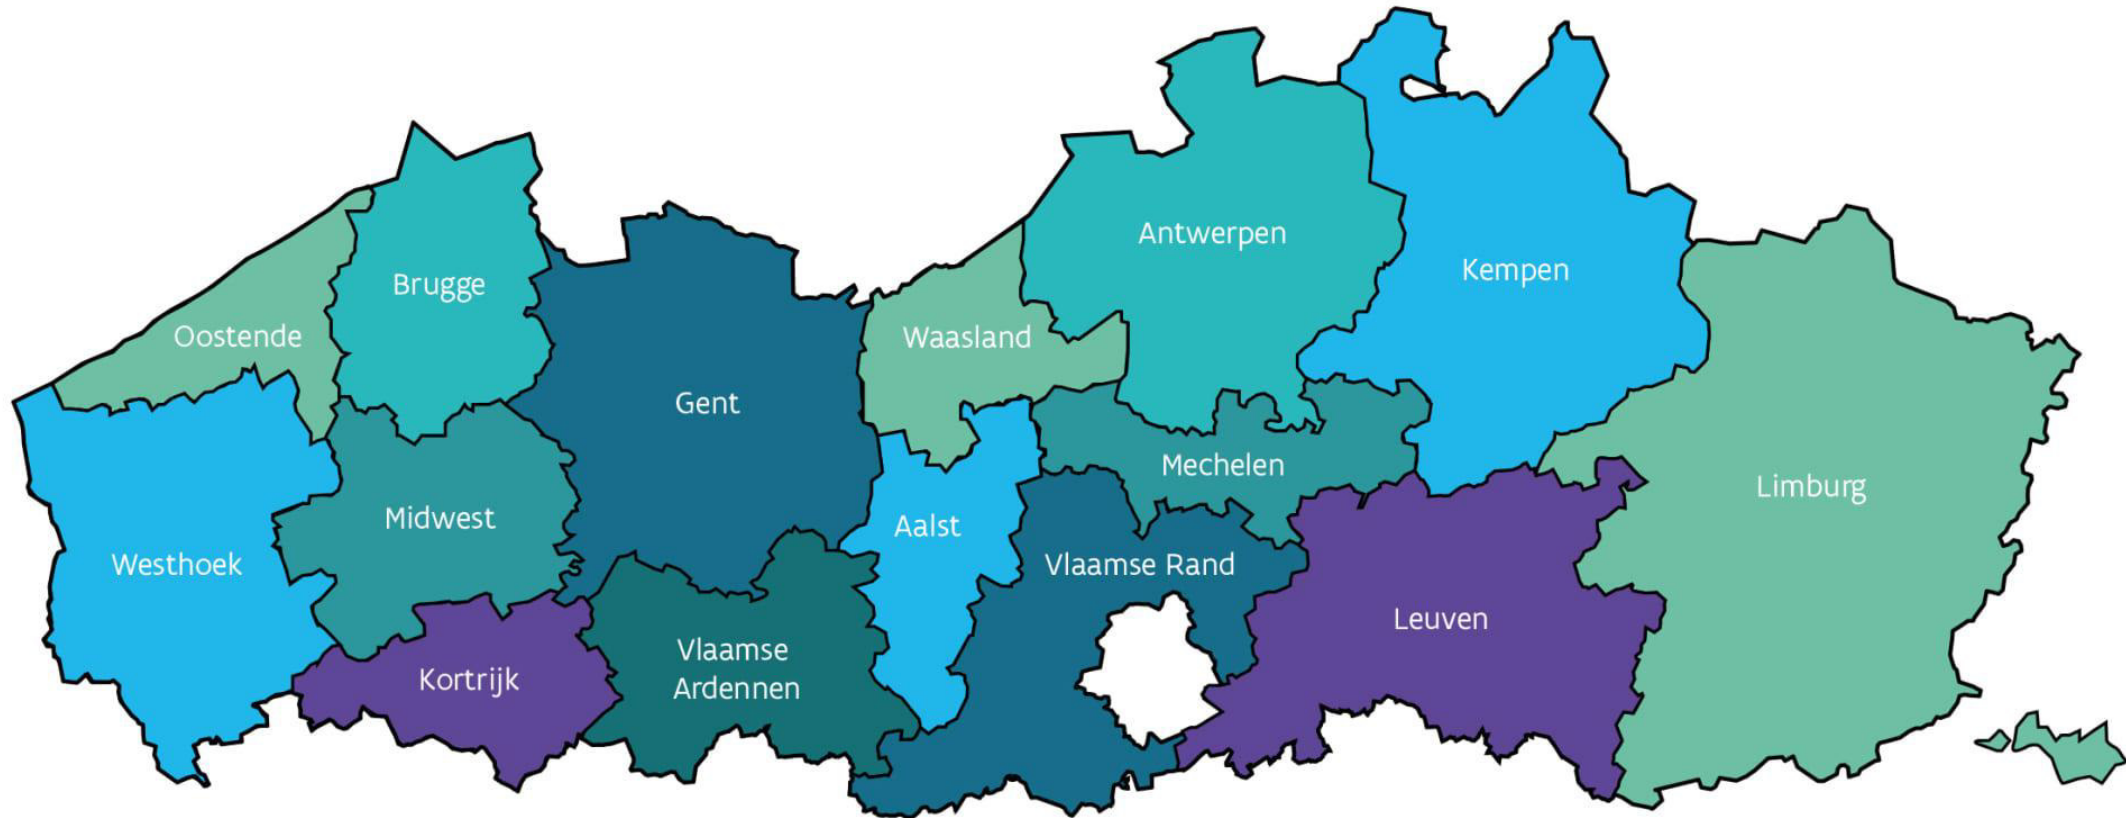 Antwerpen
Kempen
Brugge
Oostende
Waasland
Gent
Mechelen
Limburg
Midwest
Aalst
Westhoek
Vlaamse Rand
Leuven
Kortrijk
Vlaamse
Ardennen